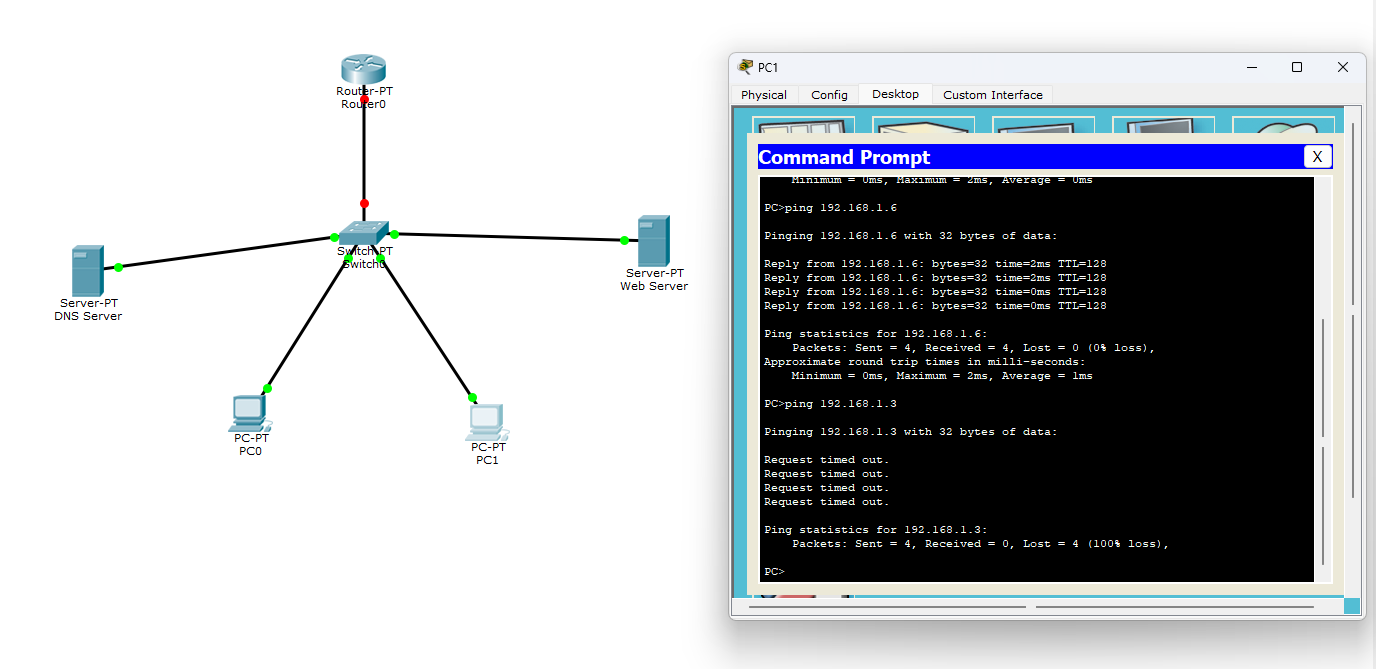 Router-PT
Router0
Switch-PT
Switch0
Server-PT
DNS Server
Server-PT
Web Server
PC-PT
PC0
PC-PT
PC1
PC1
Physical
Config
Desktop
Custom Interface
Command Prompt
X
Minimum = 0ms, Maximum = 2ms, Average = 0ms
PC>ping 192.168.1.6
Pinging 192.168.1.6 with 32 bytes of data:
Reply from 192.168.1.6: bytes=32 time=2ms TTL=128
Reply from 192.168.1.6: bytes=32 time=2ms TTL=128
Reply from 192.168.1.6: bytes=32 time=0ms TTL=128
Reply from 192.168.1.6: bytes=32 time=0ms TTL=128
Ping statistics for 192.168.1.6:
Packets: Sent = 4, Received = 4, Lost = 0 (0% loss),
Approximate round trip times in milli-seconds:
Minimum = 0ms, Maximum = 2ms, Average = 1ms
PC>ping 192.168.1.3
Pinging 192.168.1.3 with 32 bytes of data:
Request timed out.
Request timed out.
Request timed out.
Request timed out.
Ping statistics for 192.168.1.3:
Packets: Sent = 4, Received = 0, Lost = 4 (100% loss),
PC>